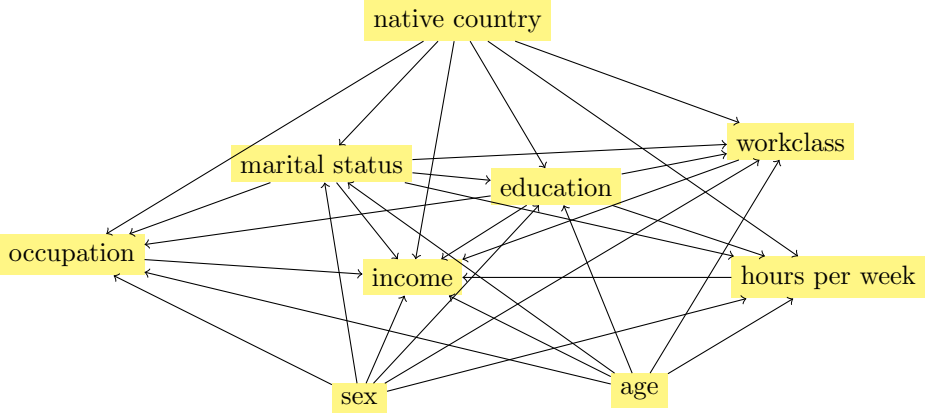 native country
workclass
marital status
education
occupation
income
hours per week
age
sex